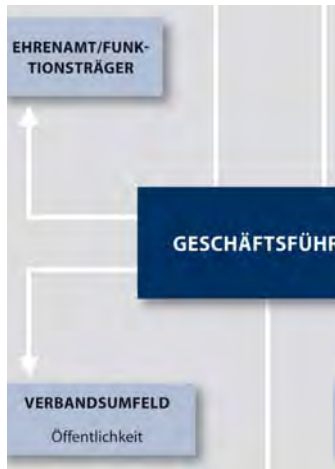 EHRENAMT/FUNK-
TIONSTRÄGER
GESCHÄFTSFÜHR
VERBANDSUMFELD
Öffentlichkeit